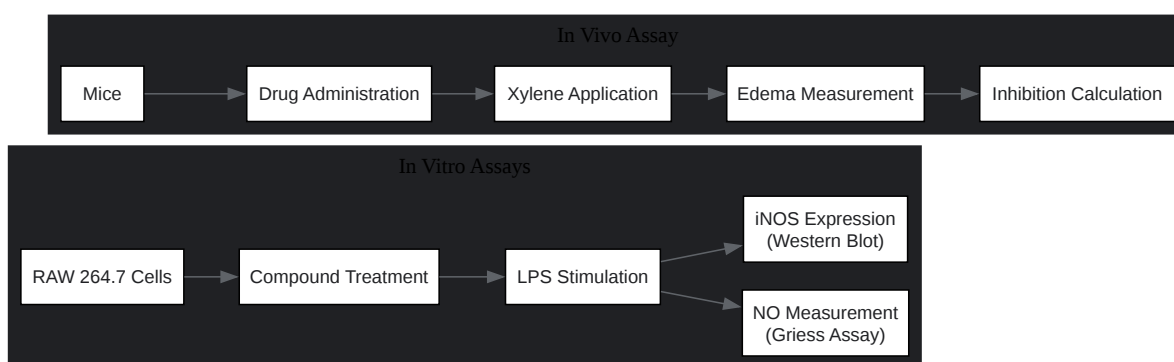 In Vivo Assay
Mice
Drug Administration
Xylene Application
Edema Measurement
Inhibition Calculation
In Vitro Assays
RAW 264.7 Cells
Compound Treatment
LPS Stimulation
iNOS Expression
(Western Blot)
NO Measurement
(Griess Assay)